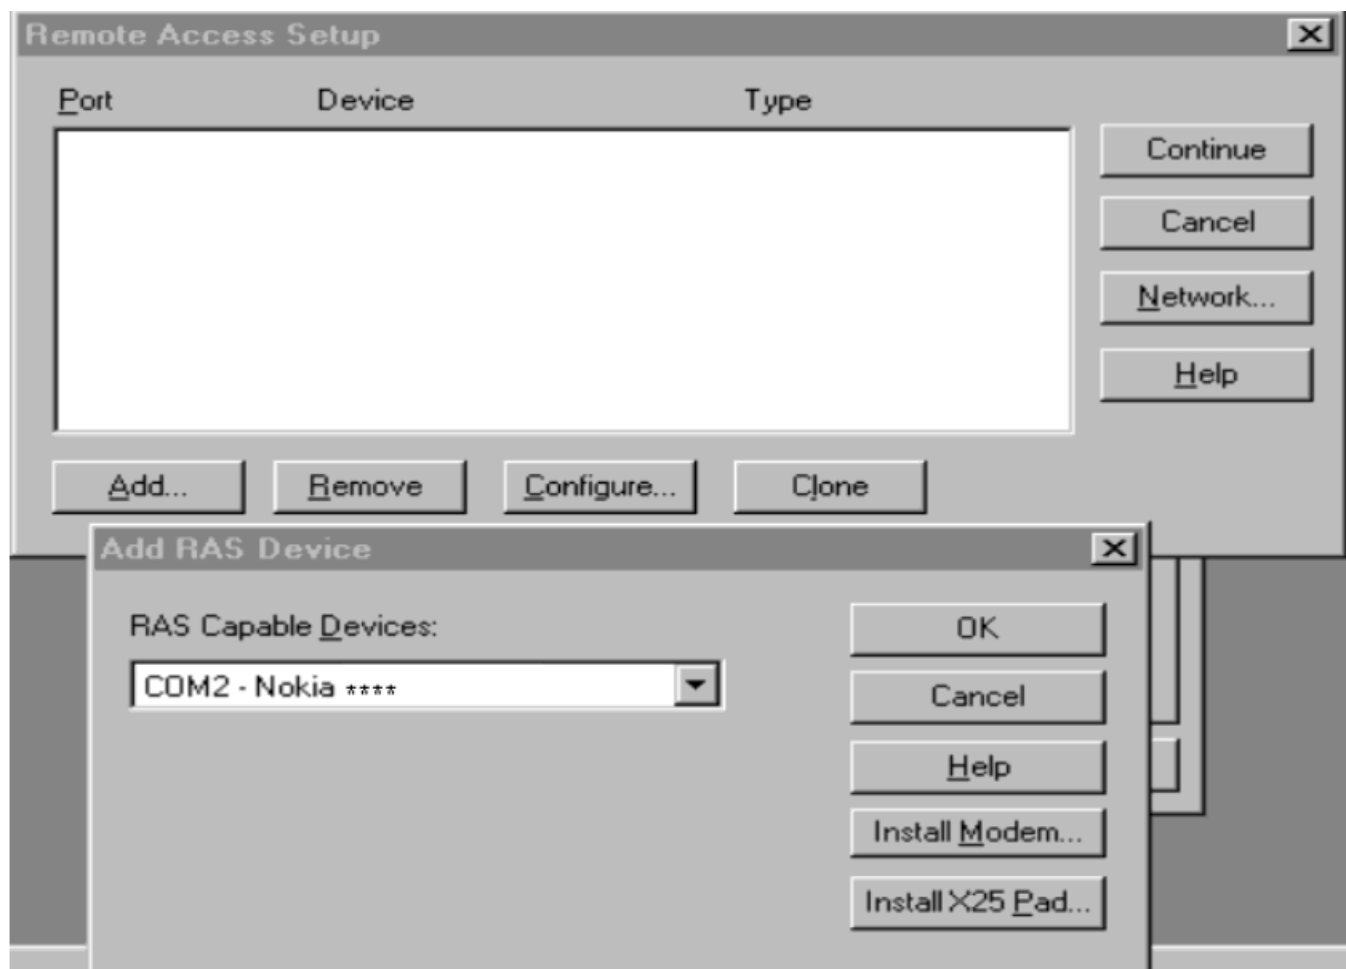 Remote Access Setup
Port Device Type
Continue
Cancel
Network...
Help
Add... Remove Configure... Clone
Add RAS Device
RAS Capable Devices:
COM2 - Nokia ****
OK
Cancel
Help
Install Modem...
Install X25 Pad...